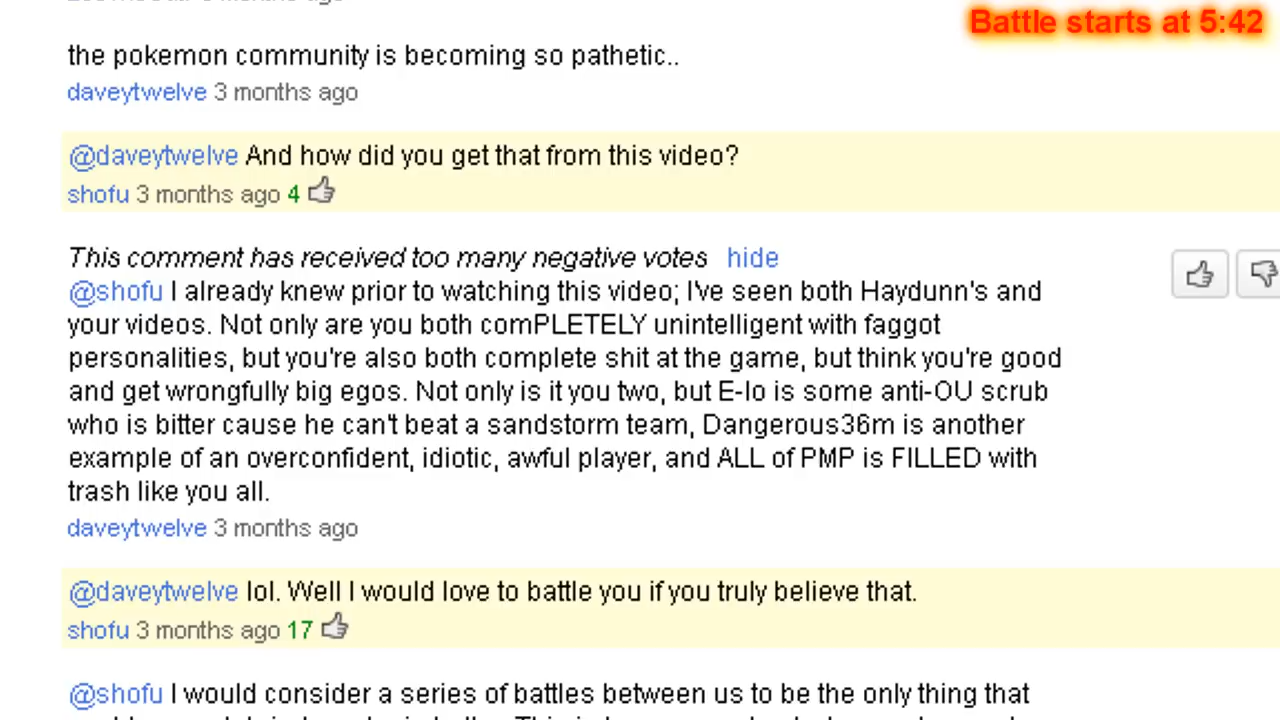 Battle starts at 5:42
the pokemon community is becoming so pathetic..
daveytwelve 3 months ago
@daveytwelve And how did you get that from this video?
shofu 3 months ago 4
This comment has received too many negative votes hide
@shofu I already knew prior to watching this video; I've seen both Haydunn's and
your videos. Not only are you both comPLETELY unintelligent with faggot
personalities, but you're also both complete shit at the game, but think you're good
and get wrongfully big egos. Not only is it you two, but E-lo is some anti-OU scrub
who is bitter cause he can't beat a sandstorm team, Dangerous36m is another
example of an overconfident, idiotic, awful player, and ALL of PMP is FILLED with
trash like you all.
daveytwelve 3 months ago
@daveytwelve lol. Well I would love to battle you if you truly believe that.
shofu 3 months ago 17
@shofu I would consider a series of battles between us to be the only thing that